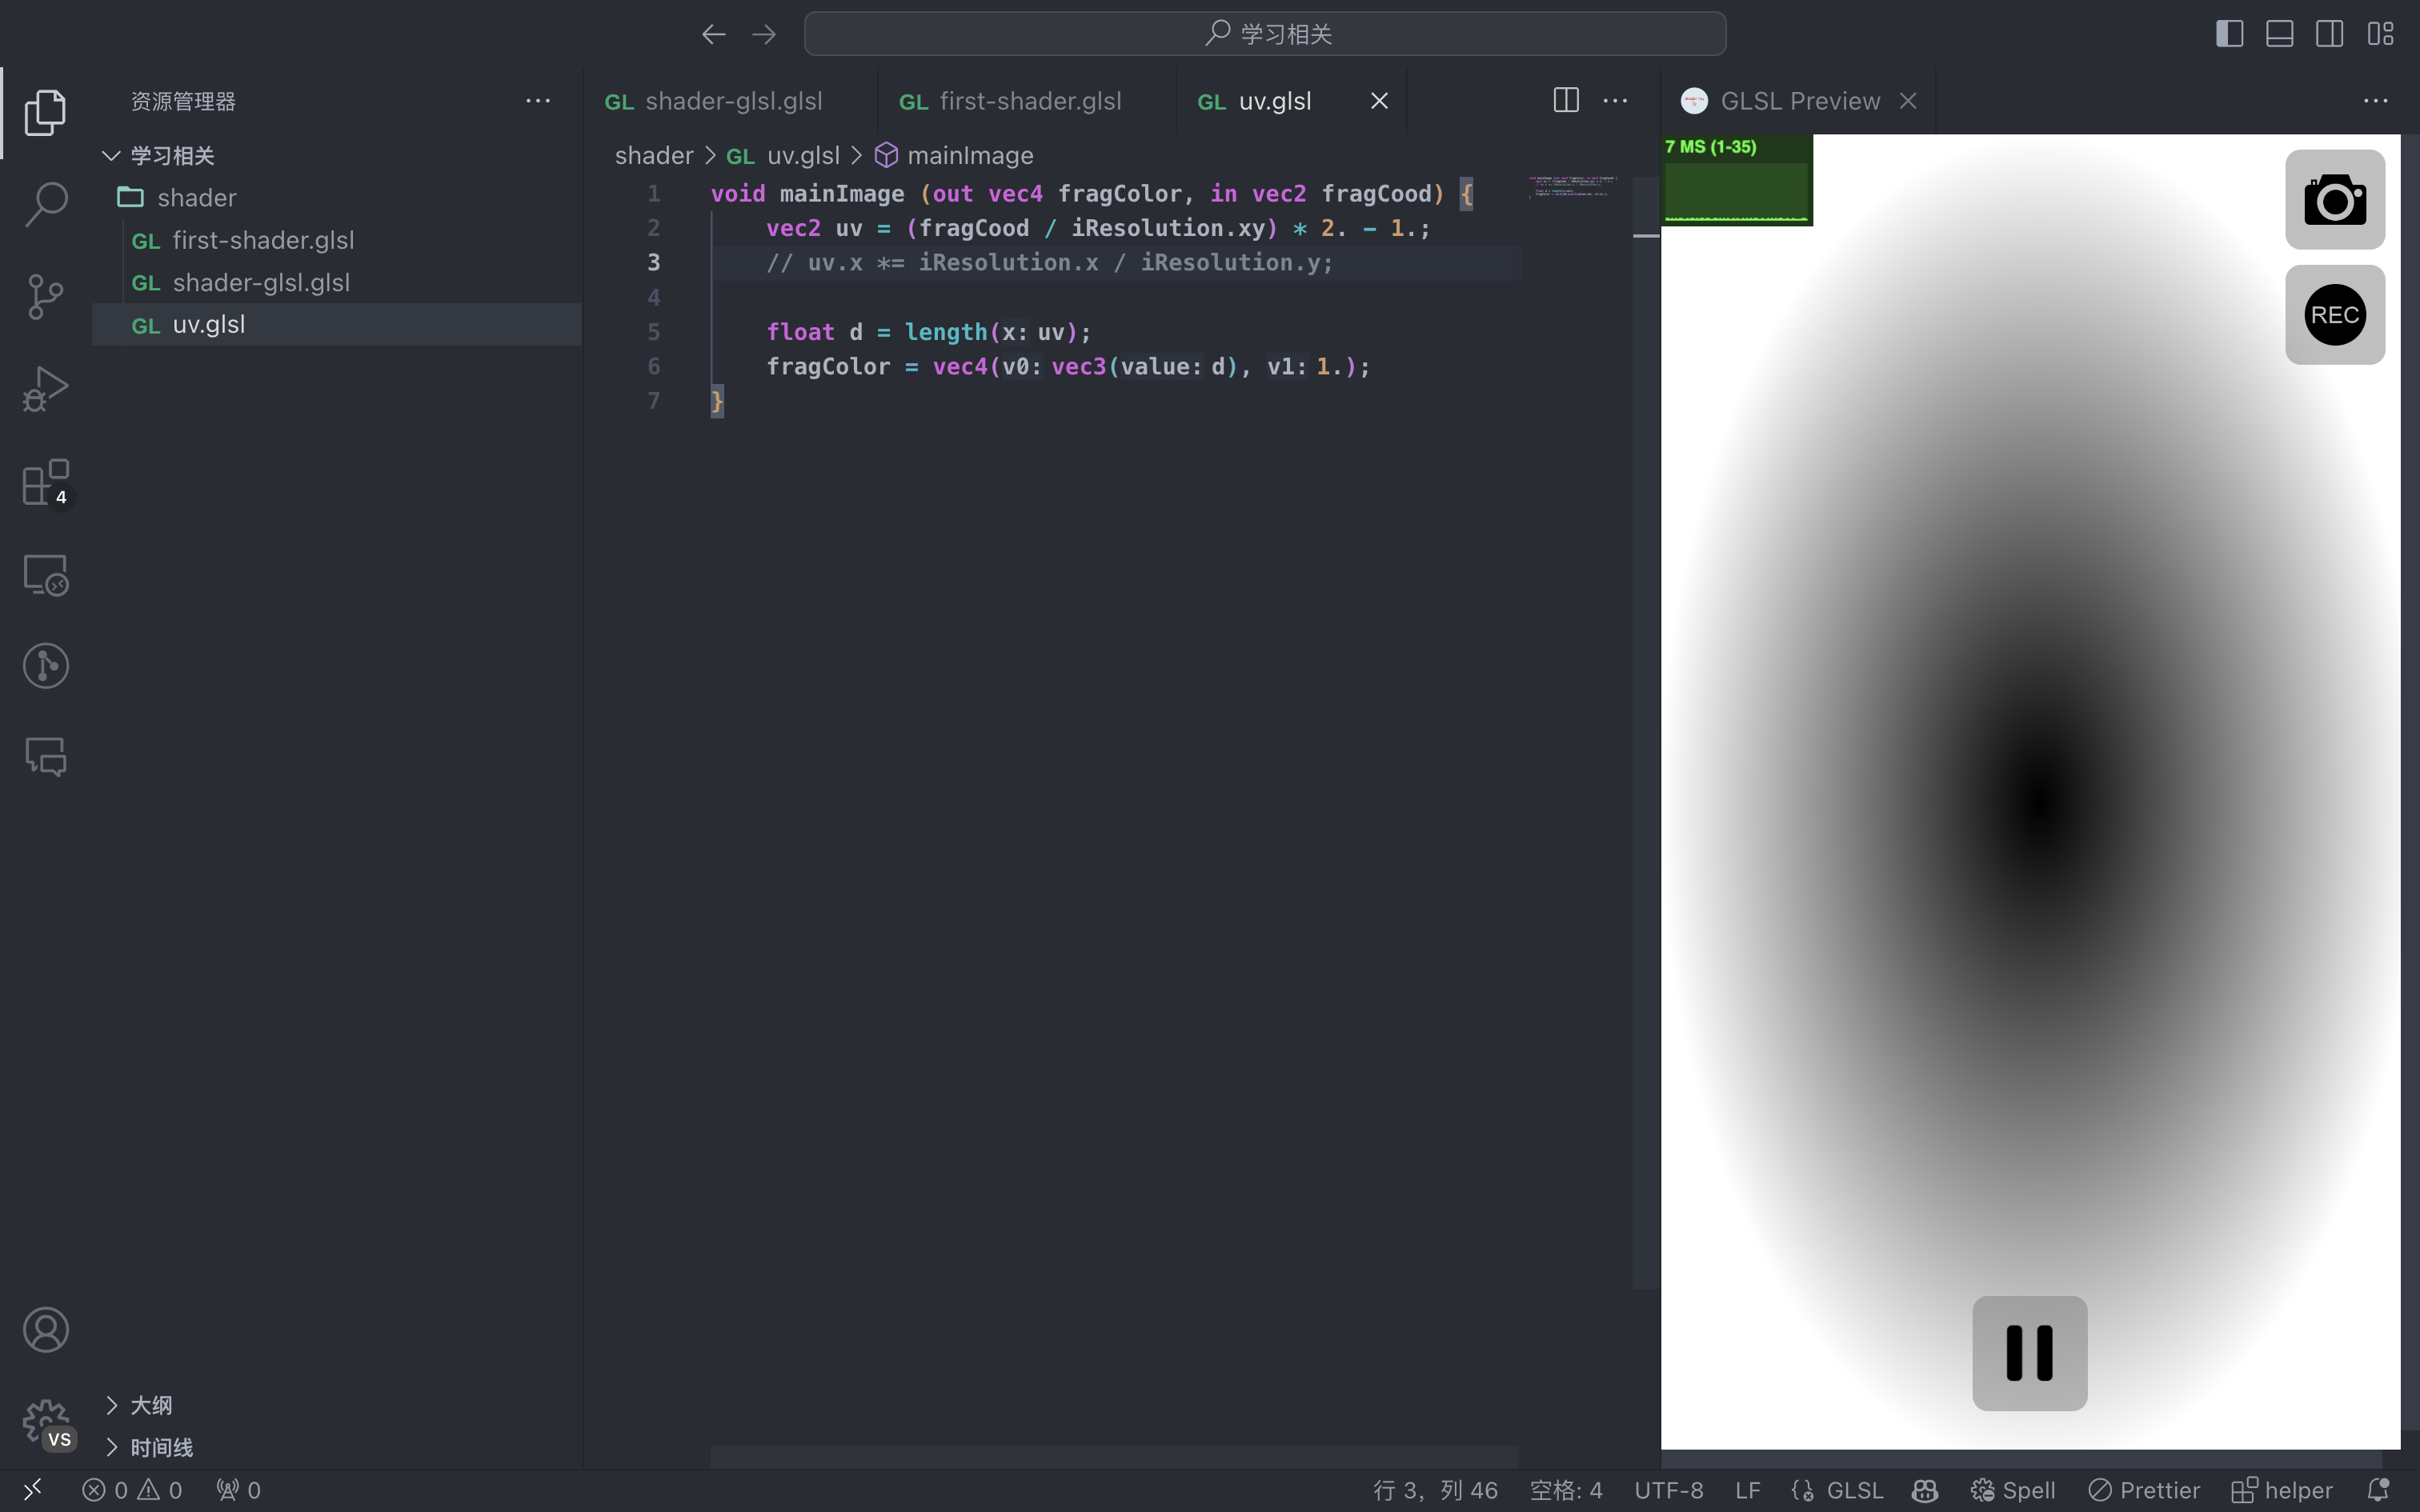 学习相关
资源管理器
学习相关
shader
GL first-shader.glsl
GL shader-glsl.glsl
GL uv.glsl
4
VS
大纲
时间线
GL shader-glsl.glsl
GL first-shader.glsl
GL uv.glsl
shader > GL uv.glsl > mainImage
1 void mainImage (out vec4 fragColor, in vec2 fragCood) {
2 vec2 uv = (fragCood / iResolution.xy) * 2. - 1.;
3 // uv.x *= iResolution.x / iResolution.y;
4
5 float d = length(x: uv);
6 fragColor = vec4(v0: vec3(value: d), v1: 1.);
7 }
GLSL Preview
7 MS (1-35)
REC
0 0 0
行 3，列 46 空格: 4 UTF-8 LF GLSL Spell Prettier helper